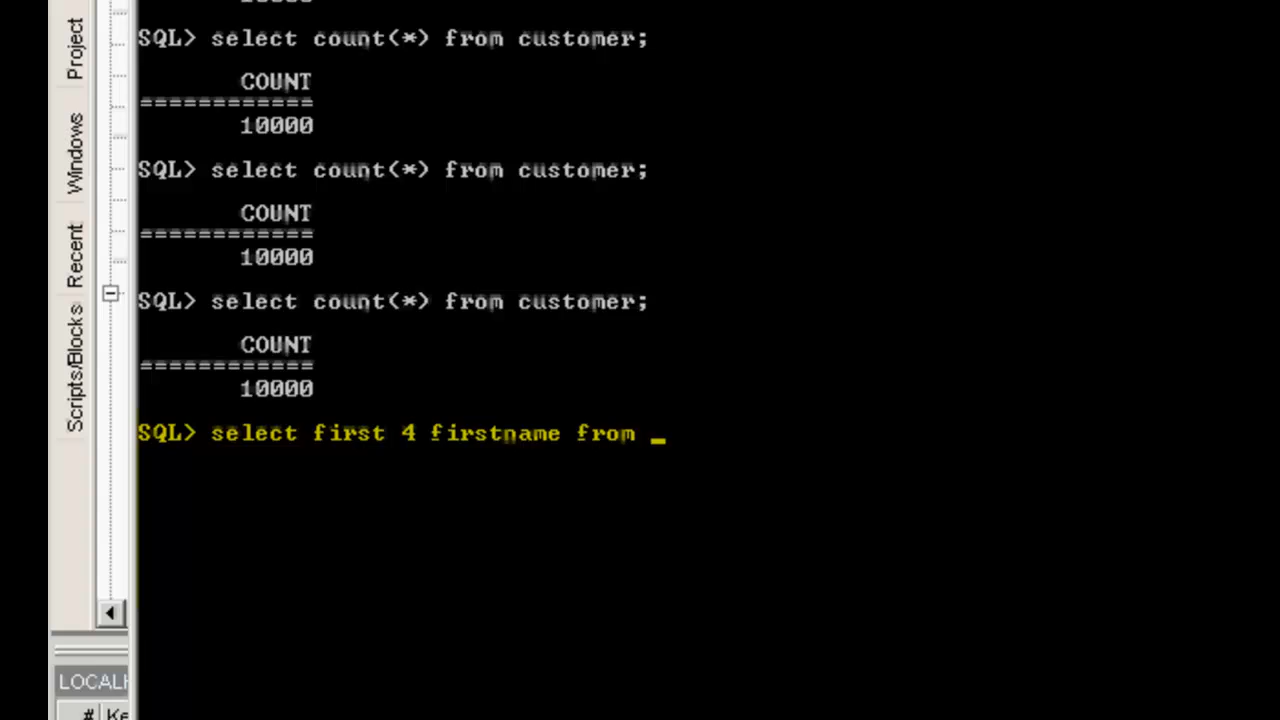 Project
Windows
Recent
Scripts/Blocks
SQL> select count(*) from customer;
COUNT
============
10000
SQL> select count(*) from customer;
COUNT
============
10000
SQL> select count(*) from customer;
COUNT
============
10000
SQL> select first 4 firstname from _
#